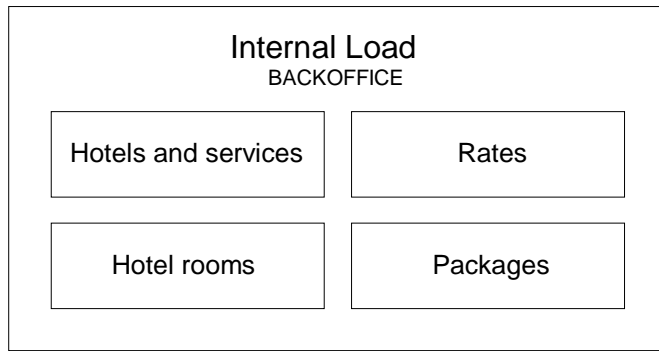 Internal Load
BACKOFFICE
Hotels and services
Rates
Hotel rooms
Packages